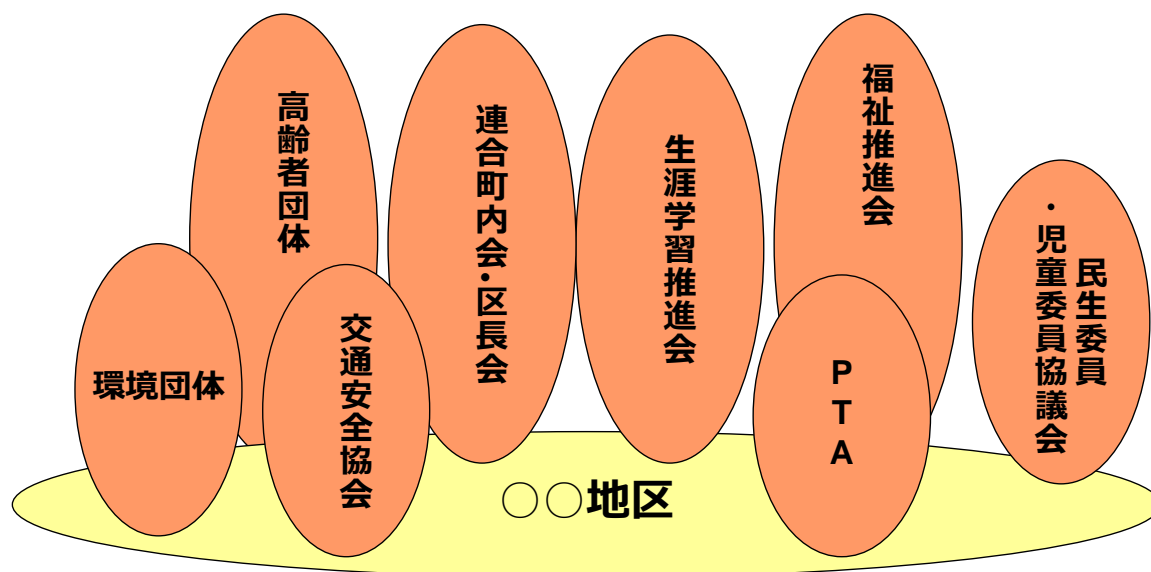 高齢者団体
連合町内会・区長会
生涯学習推進会
福祉推進会
民生委員
・児童委員協議会
環境団体
交通安全協会
PTA
○○地区